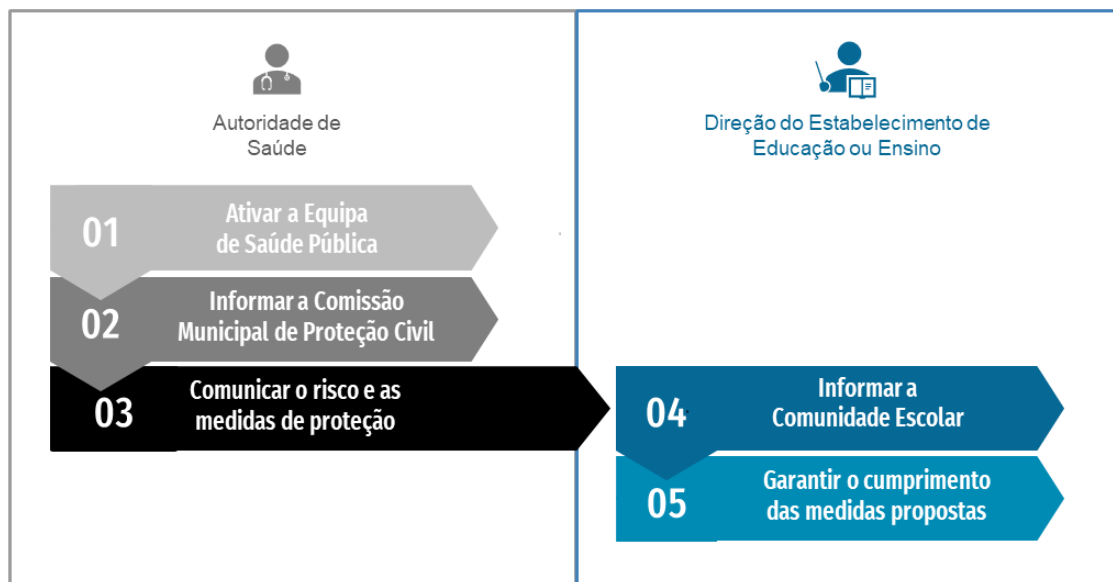 Autoridade de
Saúde
Direção do Estabelecimento de
Educação ou Ensino
01
Ativar a Equipa
de Saúde Pública
02
Informar a Comissão
Municipal de Proteção Civil
03
Comunicar o risco e as
medidas de proteção
04
Informar a
Comunidade Escolar
05
Garantir o cumprimento
das medidas propostas